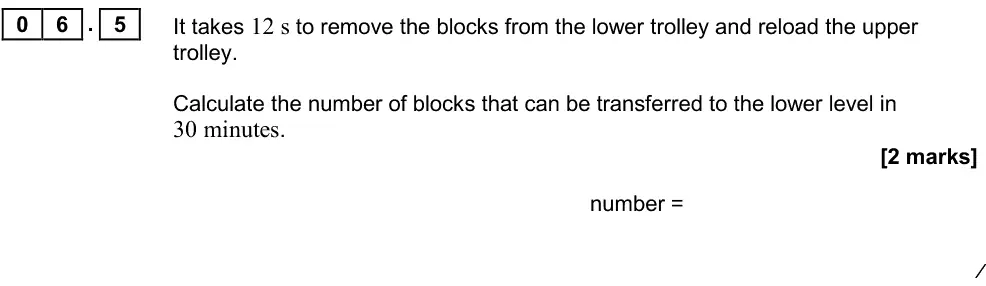 0 6 . 5 It takes 12 s to remove the blocks from the lower trolley and reload the upper
trolley.
Calculate the number of blocks that can be transferred to the lower level in
30 minutes.
[2 marks]
number =
/